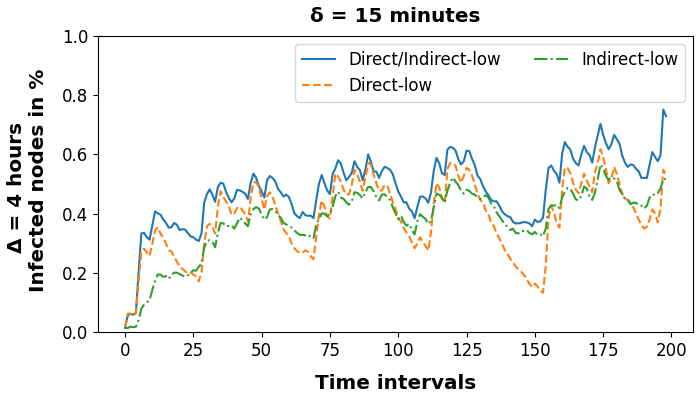 δ = 15 minutes
Δ = 4 hours
Infected nodes in %
1.0
0.8
0.6
0.4
0.2
0.0
Direct/Indirect-low
Direct-low
Indirect-low
0 25 50 75 100 125 150 175 200
Time intervals